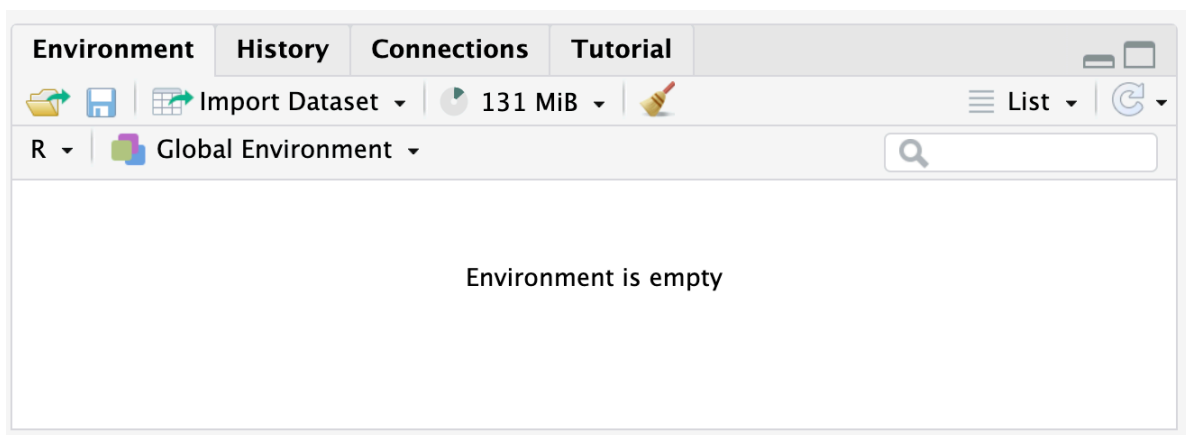 Environment History Connections Tutorial
Import Dataset 131 MiB List
R Global Environment
Environment is empty